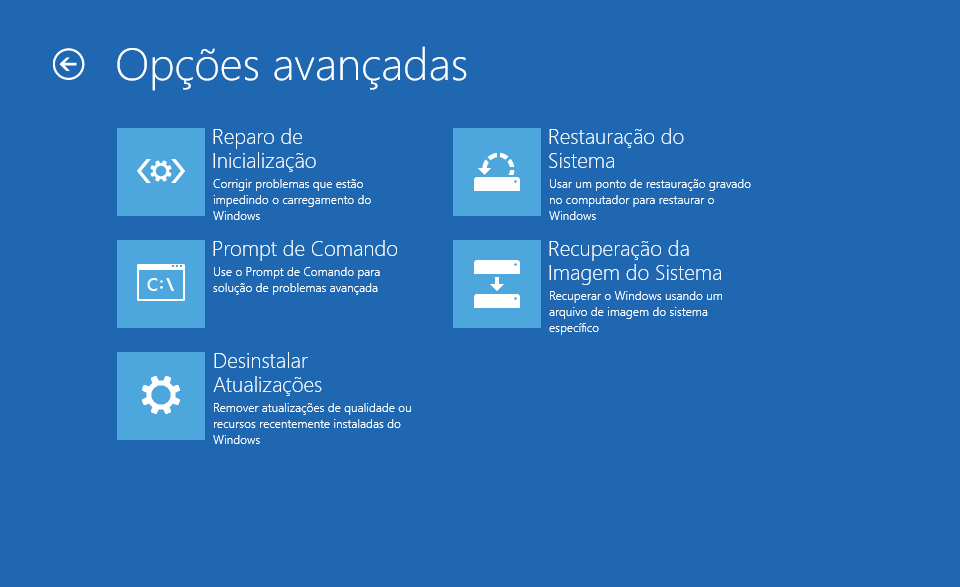 Opções avançadas
Reparo de
Inicialização
Corrigir problemas que estão
impedindo o carregamento do
Windows
Restauração do
Sistema
Usar um ponto de restauração gravado
no computador para restaurar o
Windows
C:\
Prompt de Comando
Use o Prompt de Comando para
solução de problemas avançada
Recuperação da
Imagem do Sistema
Recuperar o Windows usando um
arquivo de imagem do sistema
específico
Desinstalar
Atualizações
Remover atualizações de qualidade ou
recursos recentemente instaladas do
Windows